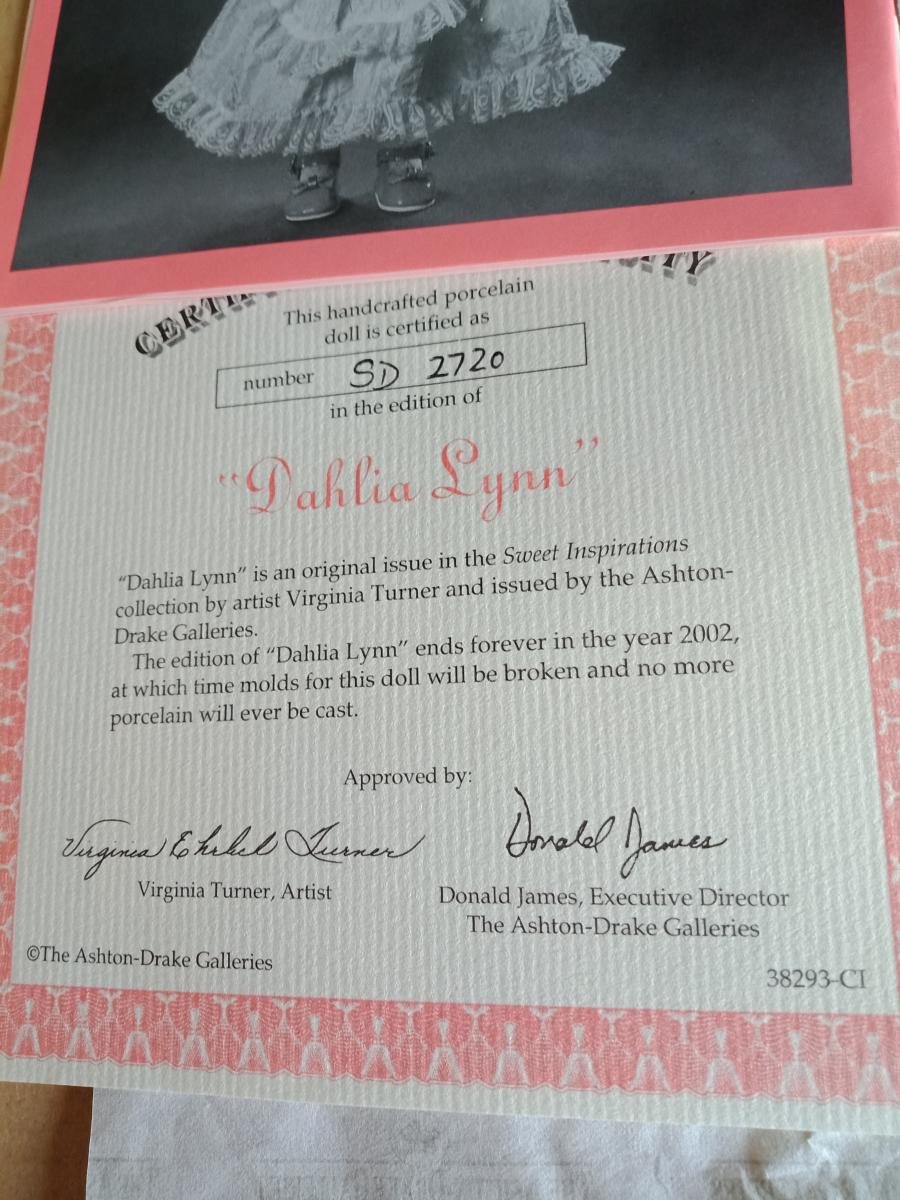 This handcrafted porcelain
doll is certified as
number SD 2720
in the edition of
“Dahlia Lynn”
“Dahlia Lynn” is an original issue in the Sweet Inspirations
collection by artist Virginia Turner and issued by the Ashton-
Drake Galleries.
The edition of “Dahlia Lynn” ends forever in the year 2002,
at which time molds for this doll will be broken and no more
porcelain will ever be cast.
Approved by:
Virginia Ehrlich Turner Donald James
Virginia Turner, Artist
Donald James, Executive Director
The Ashton-Drake Galleries
©The Ashton-Drake Galleries
38293-CI